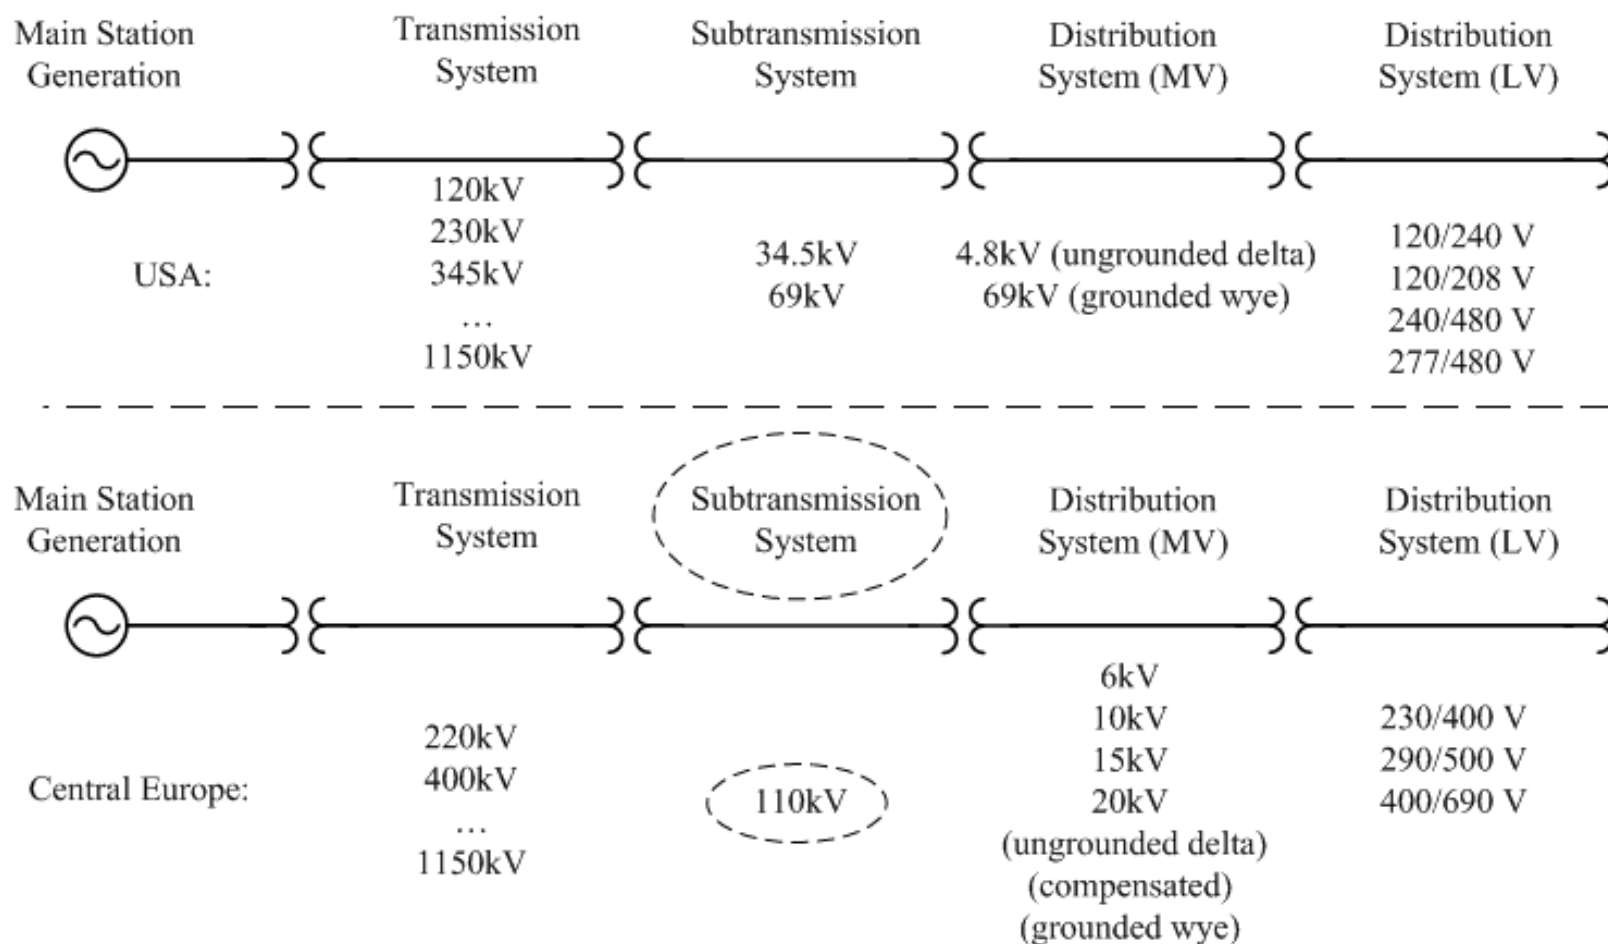 Main Station
Generation
Transmission
System
Subtransmission
System
Distribution
System (MV)
Distribution
System (LV)
USA:
120kV
230kV
345kV
...
1150kV
34.5kV
69kV
4.8kV (ungrounded delta)
69kV (grounded wye)
120/240 V
120/208 V
240/480 V
277/480 V
Main Station
Generation
Transmission
System
Subtransmission
System
Distribution
System (MV)
Distribution
System (LV)
Central Europe:
220kV
400kV
...
1150kV
110kV
6kV
10kV
15kV
20kV
(ungrounded delta)
(compensated)
(grounded wye)
230/400 V
290/500 V
400/690 V